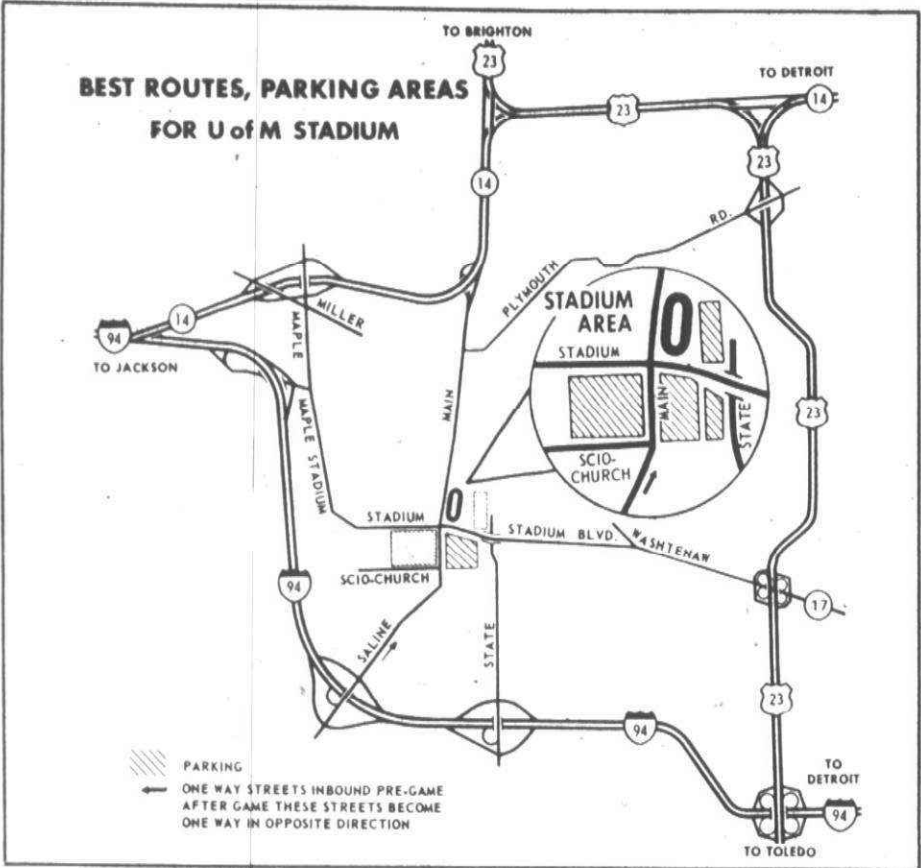 TO BRIGHTON
23
BEST ROUTES, PARKING AREAS
FOR U of M STADIUM
TO DETROIT
14
23
23
14
RD.
PLYMOUTH
MILLER
MAPLE
14
94
TO JACKSON
STADIUM
AREA
STADIUM
MAIN
STATE
SCIO-
CHURCH
MAIN
23
MAPLE STADIUM
STADIUM
STADIUM BLVD.
WASHTENAW
SCIO-CHURCH
17
94
SALINE
STATE
23
94
PARKING
ONE WAY STREETS INBOUND PRE-GAME
AFTER GAME THESE STREETS BECOME
ONE WAY IN OPPOSITE DIRECTION
TO
DETROIT
94
TO TOLEDO